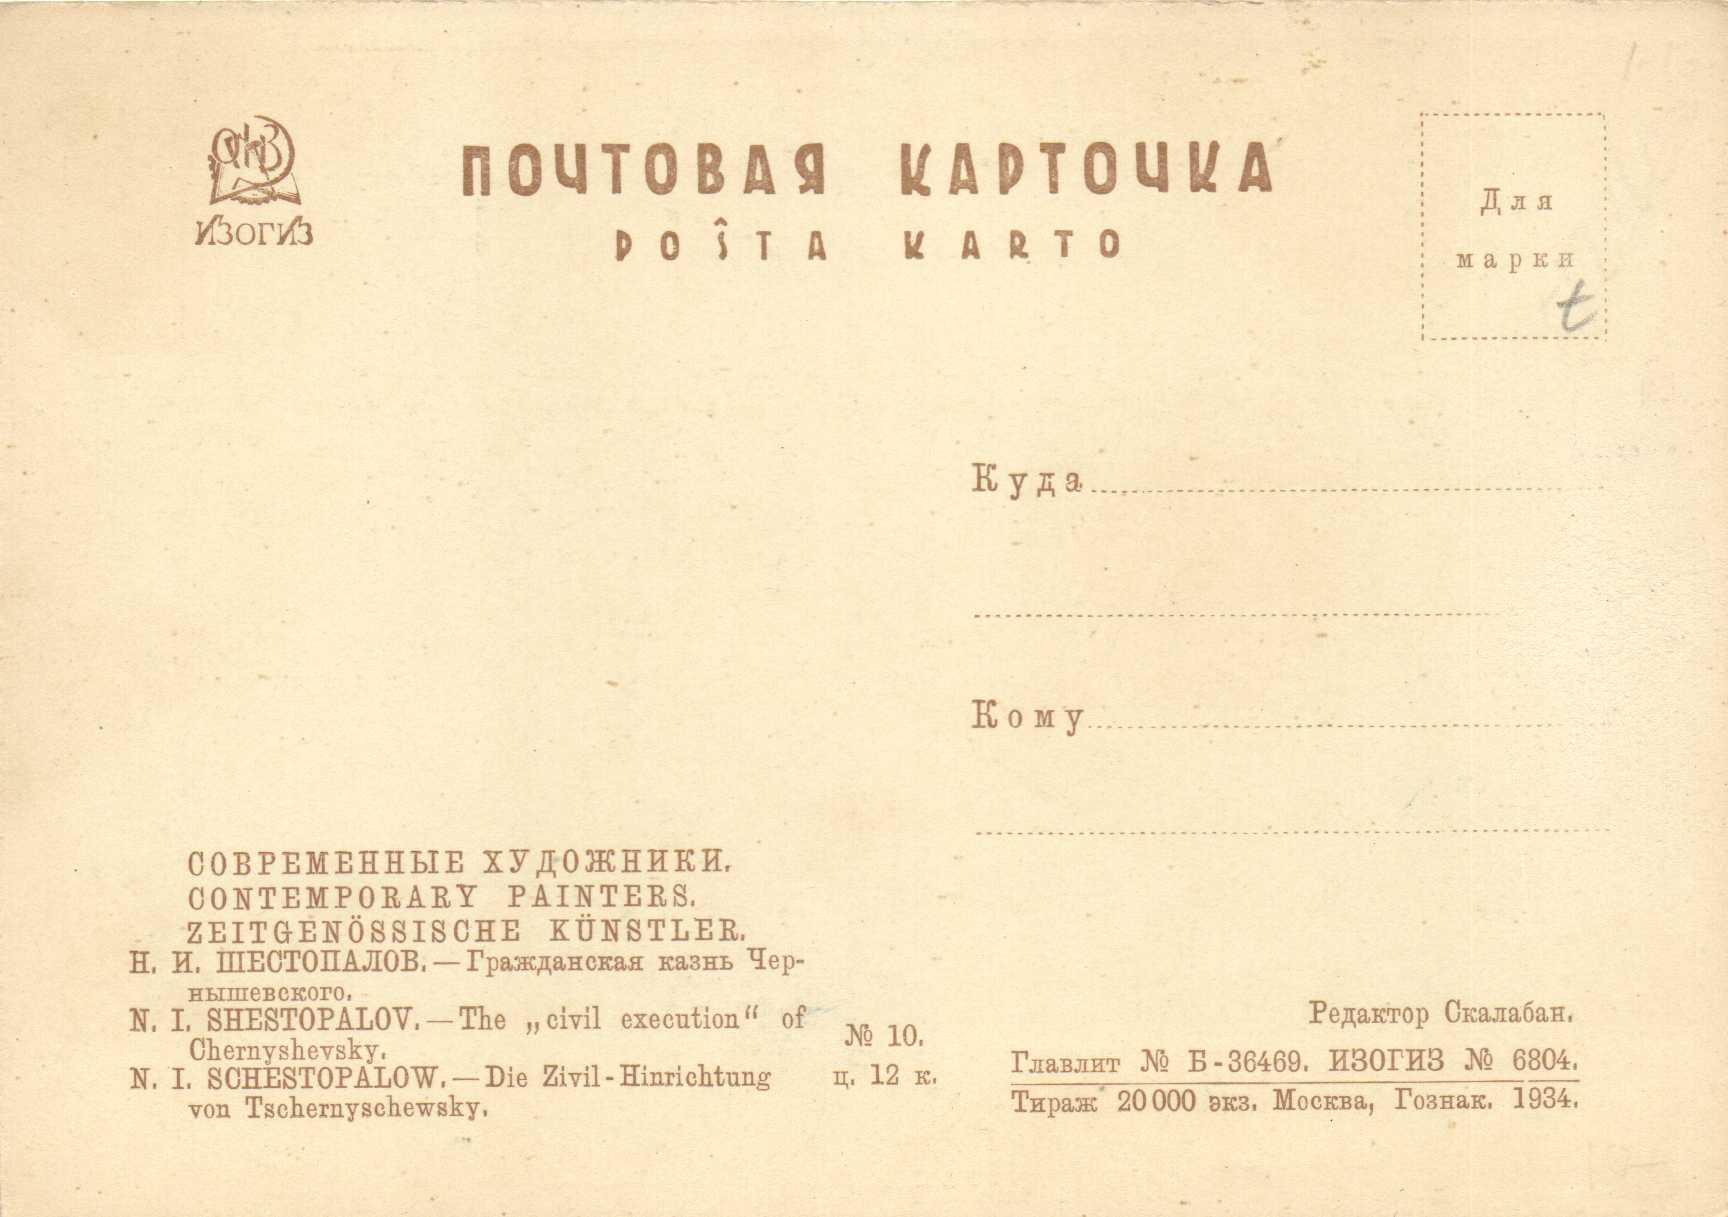 ИЗОГИЗ
ПОЧТОВАЯ КАРТОЧКА
POŜTA KARTO
Для
марки
t
Куда
Кому
СОВРЕМЕННЫЕ ХУДОЖНИКИ.
CONTEMPORARY PAINTERS.
ZEITGENÖSSISCHE KÜNSTLER.
Н. И. ШЕСТОПАЛОВ.—Гражданская казнь Чер-
нышевского.
N. I. SHESTOPALOV.—The „civil execution“ of
Chernyshevsky.
N. I. SCHESTOPALOW.—Die Zivil-Hinrichtung
von Tschernyschewsky.
№ 10.
ц. 12 к.
Редактор Скалабан.
Главлит № Б-36469. ИЗОГИЗ № 6804.
Тираж 20 000 экз. Москва, Гознак. 1934.